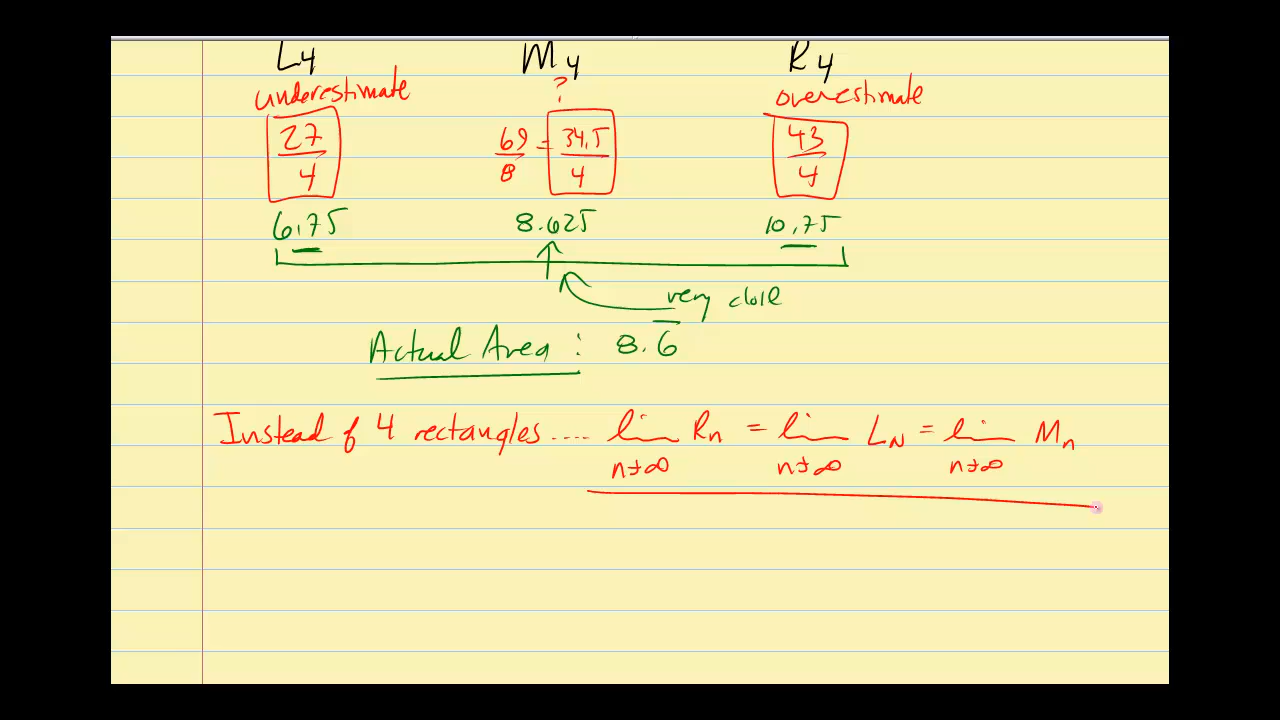 L4 M4 R4
underestimate ? overestimate
27/4 69/8 = 34.5/4 43/4
6.75 8.625 10.75
very close
Actual Area : 8.6
Instead of 4 rectangles .... lim n→∞ Rn = lim n→∞ LN = lim n→∞ Mn